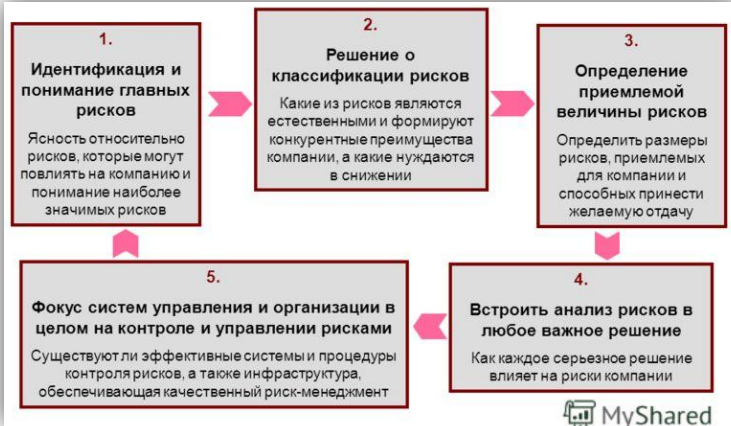 1.
Идентификация и
понимание главных
рисков
Ясность относительно
рисков, которые могут
повлиять на компанию и
понимание наиболее
значимых рисков
2.
Решение о
классификации рисков
Какие из рисков являются
естественными и формируют
конкурентные преимущества
компании, а какие нуждаются
в снижении
3.
Определение
приемлемой
величины рисков
Определить размеры
рисков, приемлемых
для компании и
способных принести
желаемую отдачу
4.
Встроить анализ рисков в
любое важное решение
Как каждое серьезное решение
влияет на риски компании
5.
Фокус систем управления и организации в
целом на контроле и управлении рисками
Существуют ли эффективные системы и процедуры
контроля рисков, а также инфраструктура,
обеспечивающая качественный риск-менеджмент
MyShared